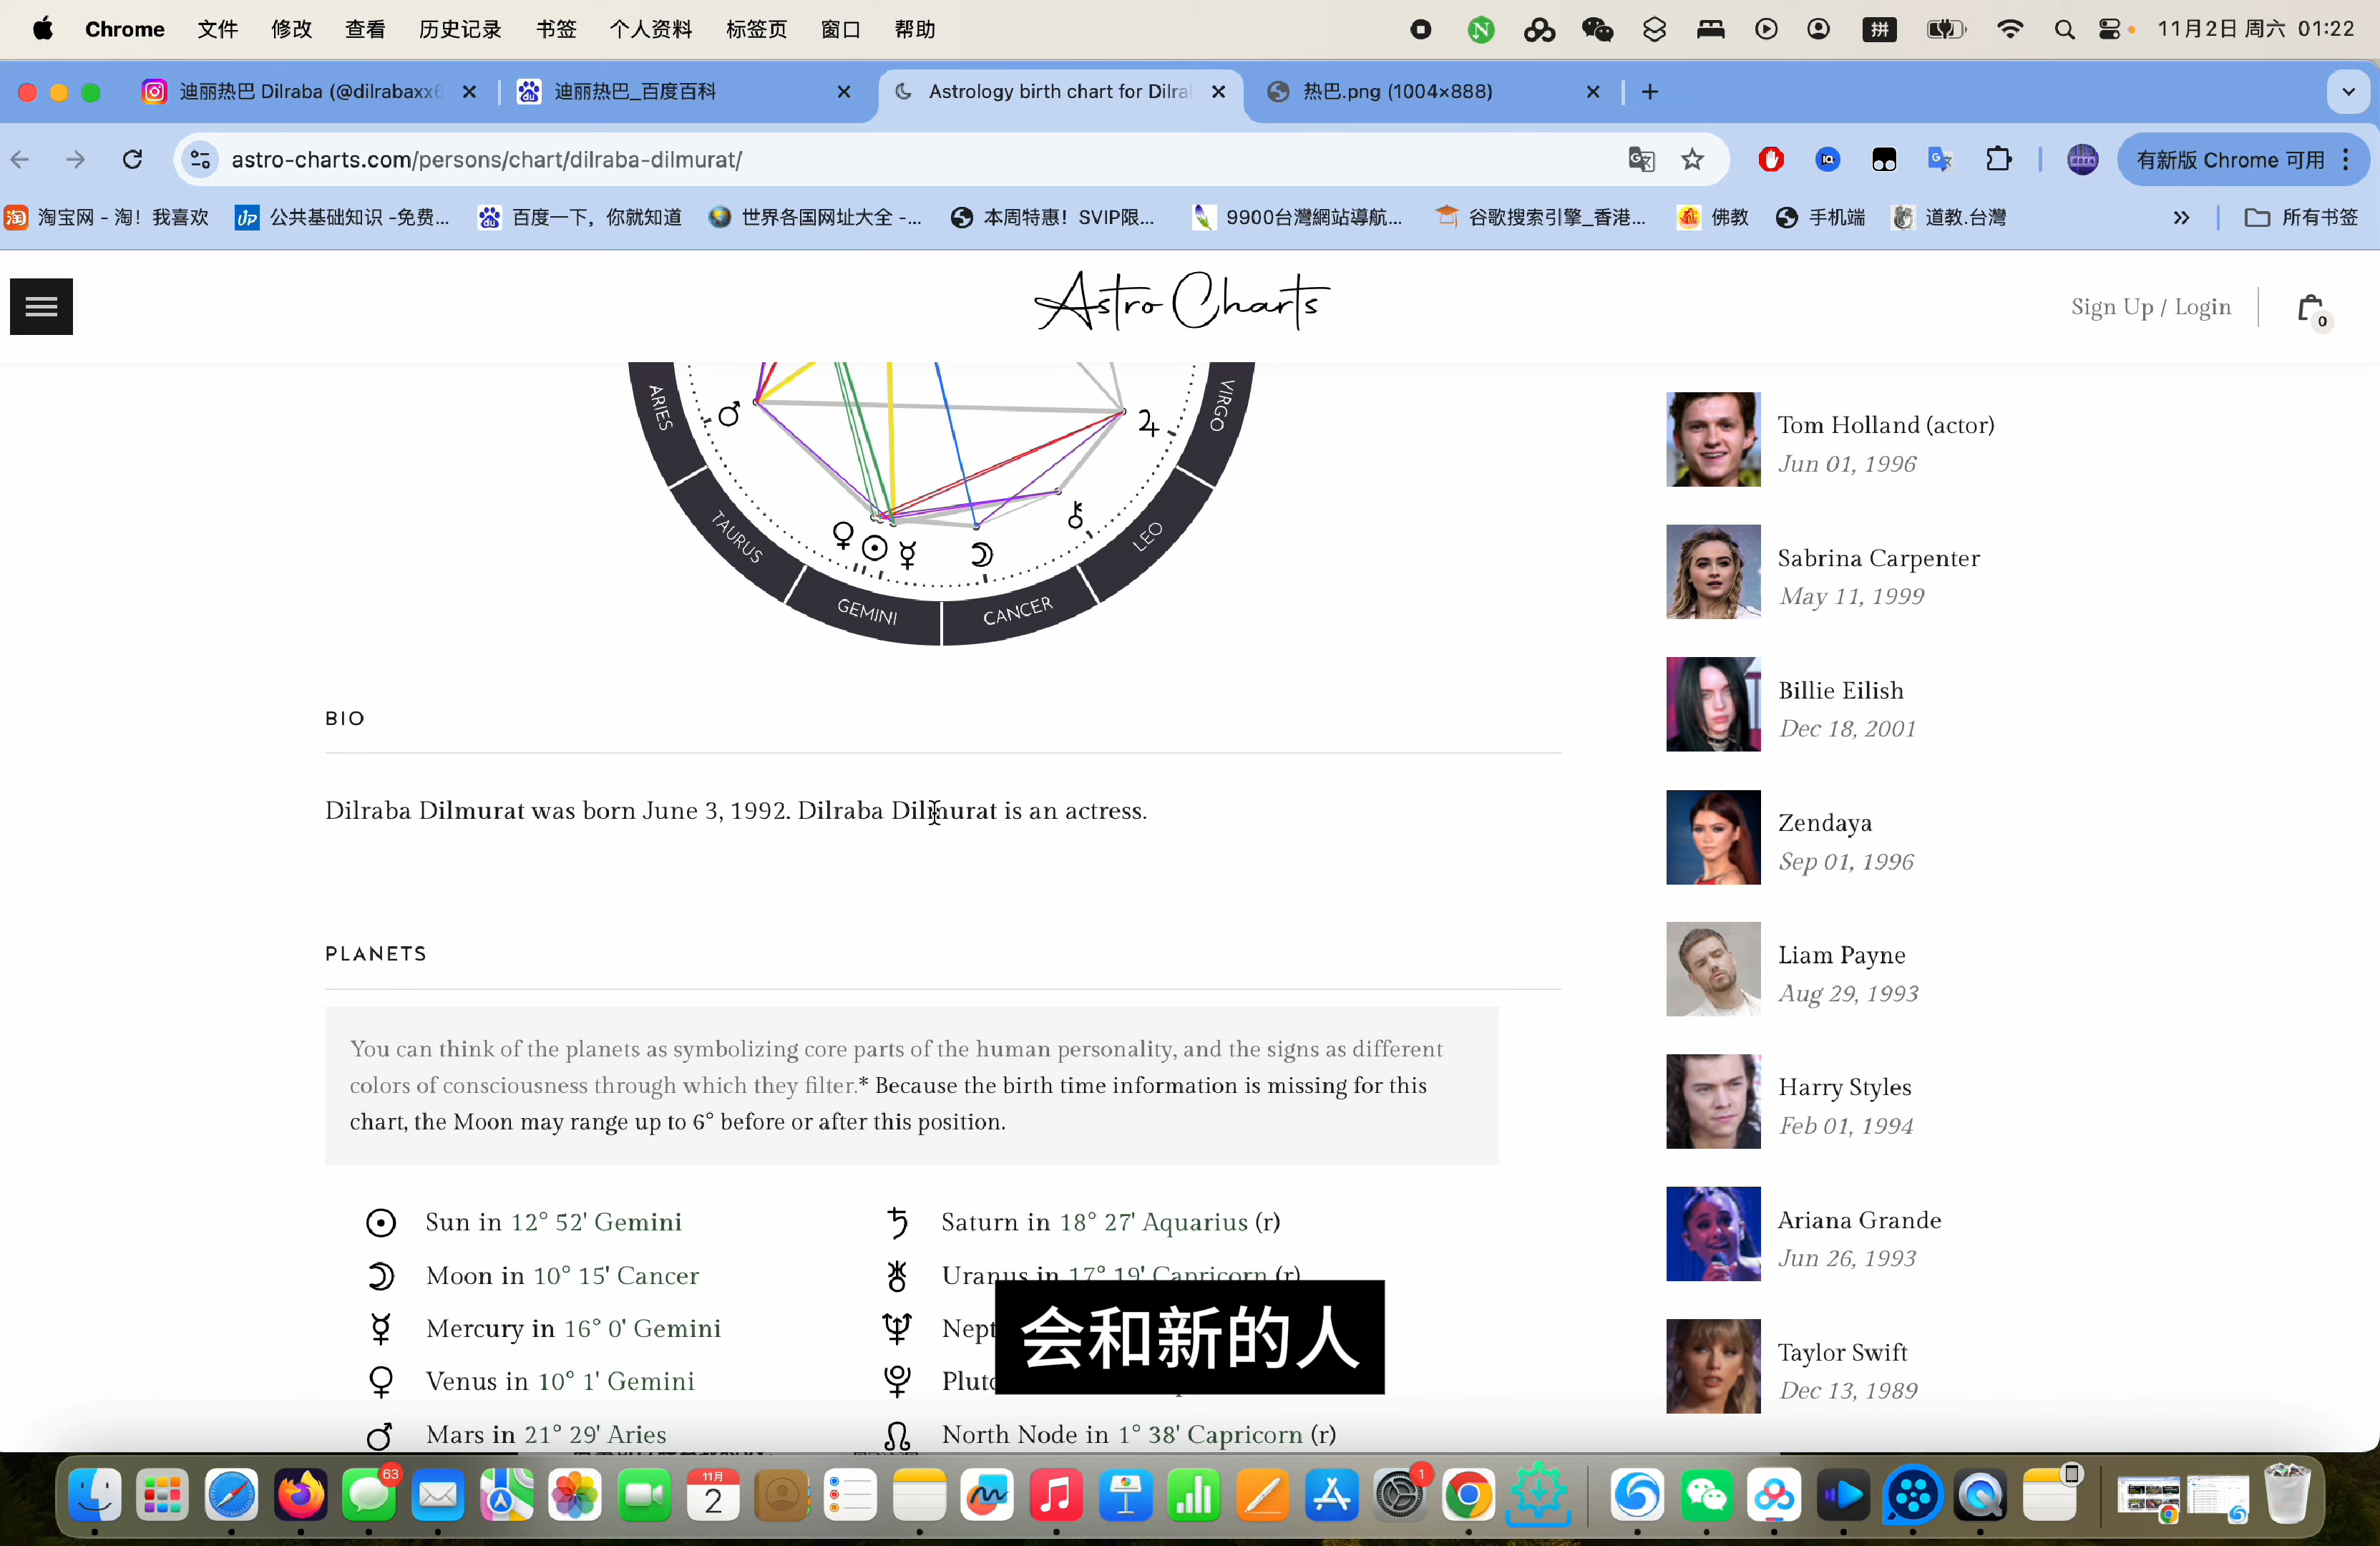 Chrome 文件 修改 查看 历史记录 书签 个人资料 标签页 窗口 帮助 拼 11月2日 周六 01:22
迪丽热巴 Dilraba (@dilrabaxx 迪丽热巴_百度百科 Astrology birth chart for Dilra 热巴.png (1004×888)
astro-charts.com/persons/chart/dilraba-dilmurat/ 有新版 Chrome 可用
淘宝网 - 淘！我喜欢 公共基础知识 -免费... 百度一下，你就知道 世界各国网址大全 -... 本周特惠！SVIP限... 9900台灣網站導航... 谷歌搜索引擎_香港... 佛教 手机端 道教.台灣 » 所有书签
Astro Charts
Sign Up / Login
0
ARIES
TAURUS
GEMINI
CANCER
LEO
VIRGO
BIO
Dilraba Dilmurat was born June 3, 1992. Dilraba Dilmurat is an actress.
PLANETS
You can think of the planets as symbolizing core parts of the human personality, and the signs as different
colors of consciousness through which they filter.* Because the birth time information is missing for this
chart, the Moon may range up to 6° before or after this position.
Sun in 12° 52' Gemini
Moon in 10° 15' Cancer
Mercury in 16° 0' Gemini
Venus in 10° 1' Gemini
Mars in 21° 29' Aries
Saturn in 18° 27' Aquarius (r)
Uranus in 17° 19' Capricorn (r)
North Node in 1° 38' Capricorn (r)
会和新的人
Tom Holland (actor)
Jun 01, 1996
Sabrina Carpenter
May 11, 1999
Billie Eilish
Dec 18, 2001
Zendaya
Sep 01, 1996
Liam Payne
Aug 29, 1993
Harry Styles
Feb 01, 1994
Ariana Grande
Jun 26, 1993
Taylor Swift
Dec 13, 1989
63
11月
2
1